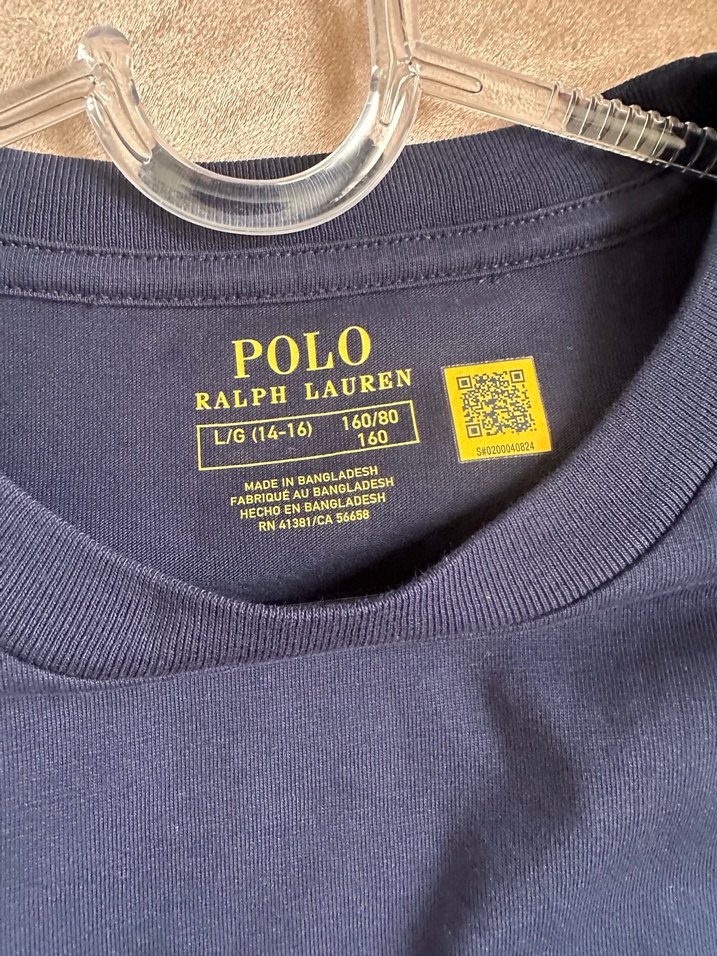 POLO
RALPH LAUREN
L/G (14-16) 160/80
160
MADE IN BANGLADESH
FABRIQUÉ AU BANGLADESH
HECHO EN BANGLADESH
RN 41381/CA 56658
S#0200040824